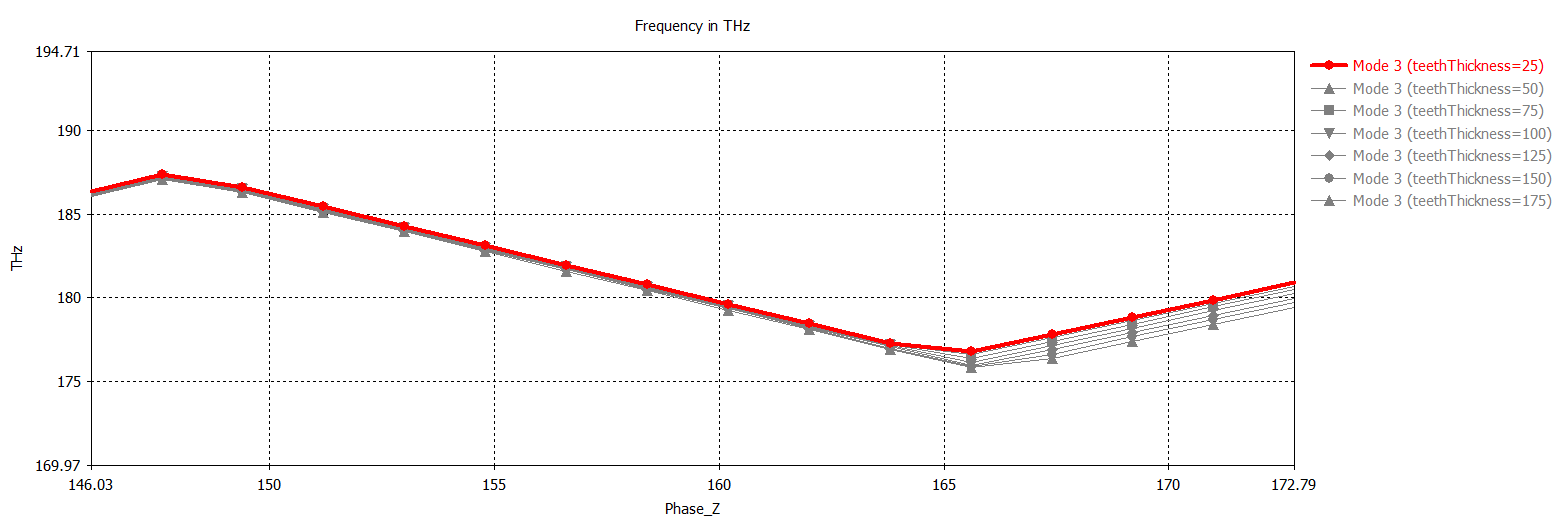 Frequency in THz
194.71
190
185
180
175
169.97
THz
146.03
150
155
160
165
170
172.79
Phase_Z
Mode 3 (teethThickness=25)
Mode 3 (teethThickness=50)
Mode 3 (teethThickness=75)
Mode 3 (teethThickness=100)
Mode 3 (teethThickness=125)
Mode 3 (teethThickness=150)
Mode 3 (teethThickness=175)